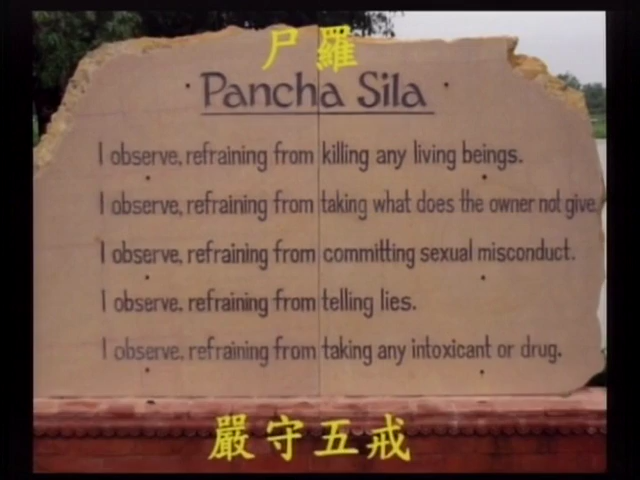 尸羅
Pancha Sila
I observe, refraining from killing any living beings.
I observe, refraining from taking what does the owner not give.
I observe, refraining from committing sexual misconduct.
I observe, refraining from telling lies.
I observe, refraining from taking any intoxicant or drug.
嚴守五戒